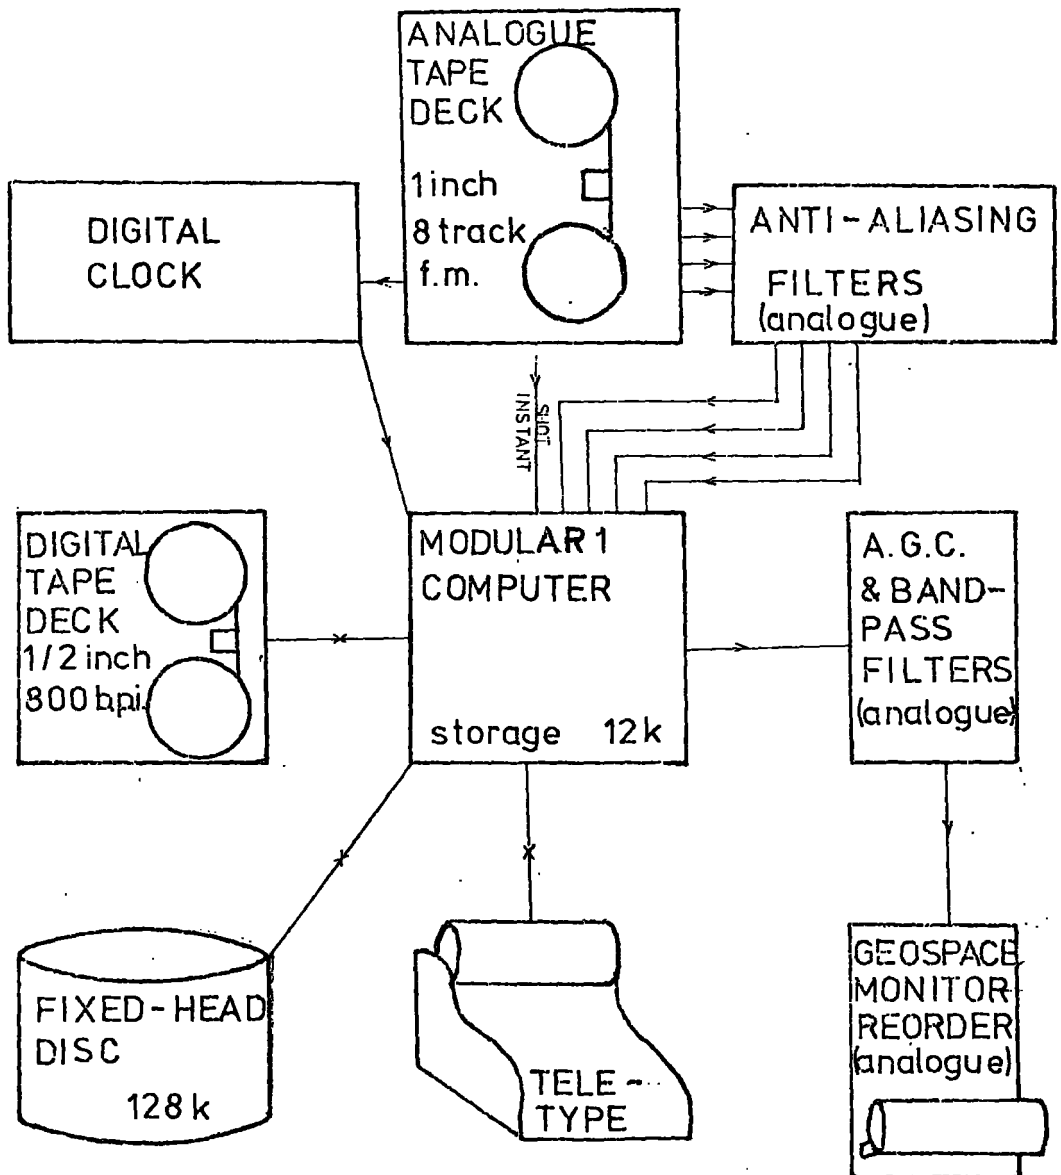 ANALOGUE
TAPE
DECK
1 inch
8 track
f.m.
DIGITAL
CLOCK
ANTI-ALIASING
FILTERS
(analogue)
SHOT
INSTANT
DIGITAL
TAPE
DECK
1/2 inch
800 bpi.
MODULAR 1
COMPUTER
storage 12k
A.G.C.
& BAND-
PASS
FILTERS
(analogue)
FIXED-HEAD
DISC
128k
TELE-
TYPE
GEOSPACE
MONITOR
REORDER
(analogue)